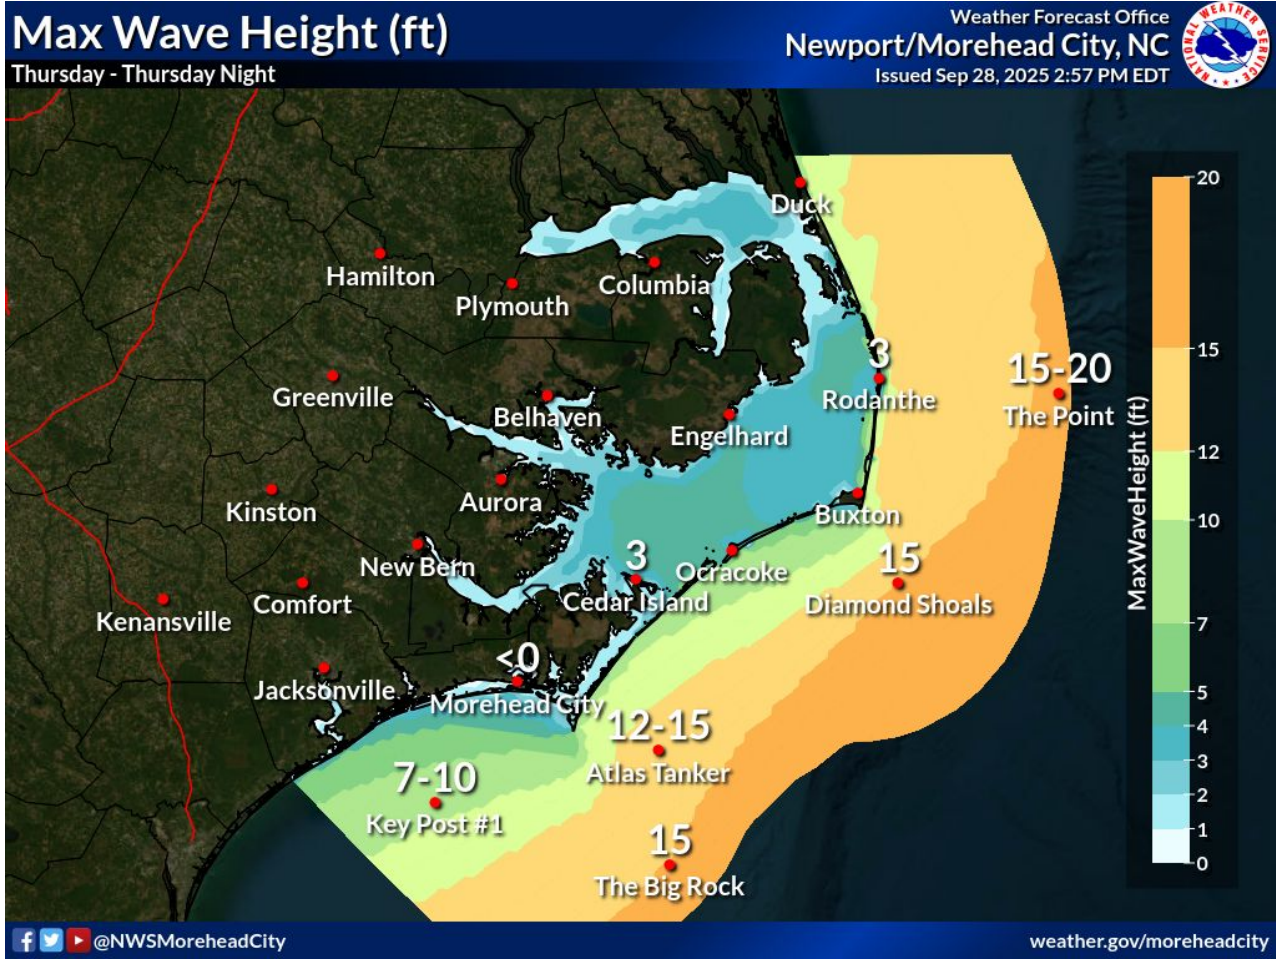 Max Wave Height (ft)
Thursday - Thursday Night
Weather Forecast Office
Newport/Morehead City, NC
Issued Sep 28, 2025 2:57 PM EDT
NATIONAL WEATHER SERVICE
Duck
Hamilton
Columbia
Plymouth
3
Rodanthe
15-20
The Point
Greenville
Belhaven
Engelhard
Aurora
Kinston
Buxton
New Bern
3
Cedar Island
Ocracoke
15
Diamond Shoals
Comfort
Kenansville
<0
Morehead City
Jacksonville
12-15
Atlas Tanker
7-10
Key Post #1
15
The Big Rock
MaxWaveHeight (ft)
20
15
12
10
7
5
4
3
2
1
0
@NWSMoreheadCity
weather.gov/moreheadcity